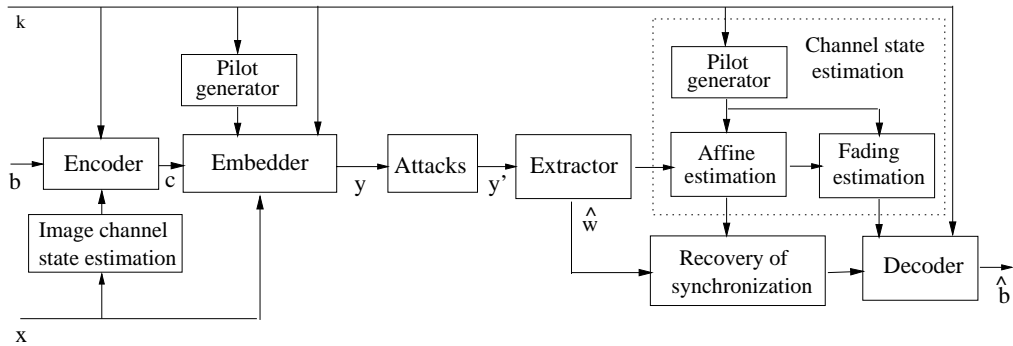 k
Channel state
estimation
Pilot
generator
Pilot
generator
Encoder
Embedder
Attacks
Extractor
Affine
estimation
Fading
estimation
b
c
y
y'
ŵ
Image channel
state estimation
Recovery of
synchronization
Decoder
b̂
x